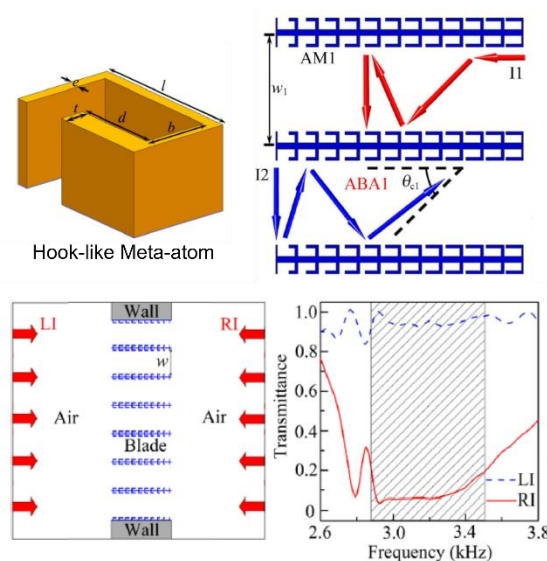 e
l
t
d
b
Hook-like Meta-atom
AM1
I1
w1
I2
ABA1
θc1
Wall
LI
RI
w
Air
Air
Blade
Wall
Transmittance
1.0
0.8
0.6
0.4
0.2
0
LI
RI
2.6
3.0
3.4
3.8
Frequency (kHz)